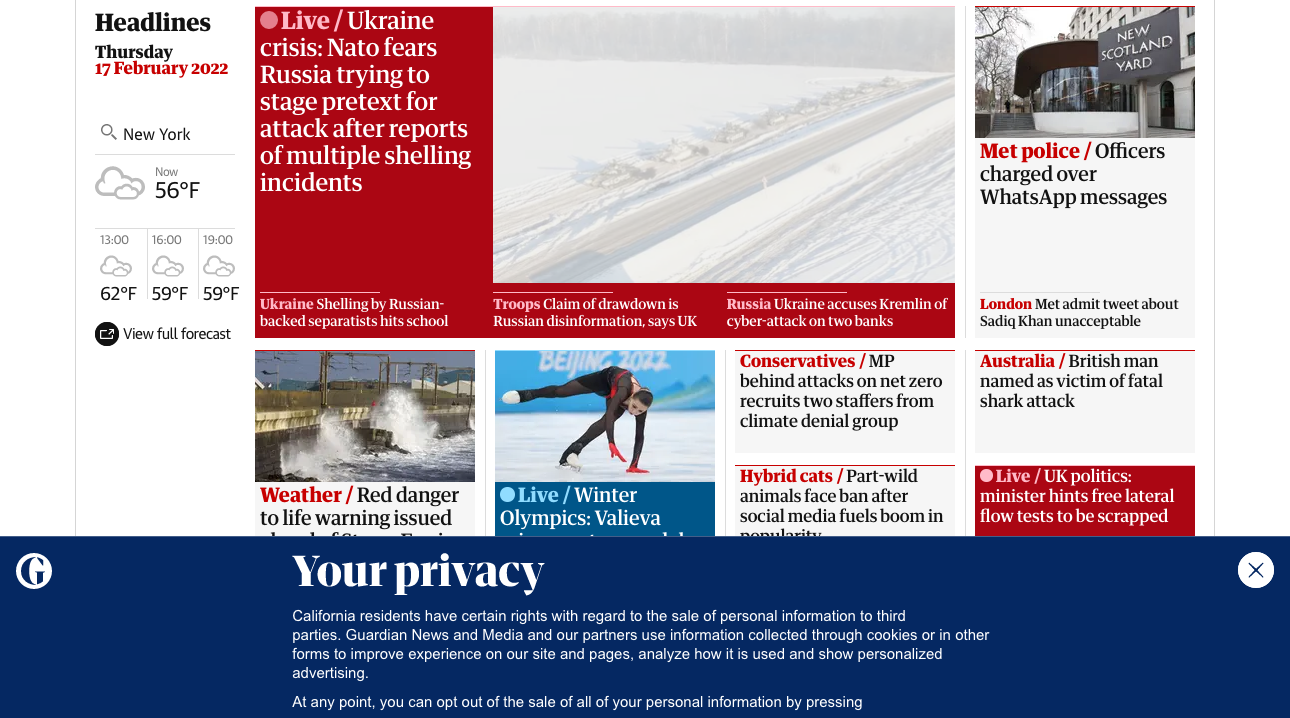 Headlines
Thursday
17 February 2022
New York
Now
56°F
13:00 16:00 19:00
62°F 59°F 59°F
View full forecast
Live / Ukraine
crisis: Nato fears
Russia trying to
stage pretext for
attack after reports
of multiple shelling
incidents
Ukraine Shelling by Russian-
backed separatists hits school
Troops Claim of drawdown is
Russian disinformation, says UK
Russia Ukraine accuses Kremlin of
cyber-attack on two banks
NEW
SCOTLAND
YARD
Met police / Officers
charged over
WhatsApp messages
London Met admit tweet about
Sadiq Khan unacceptable
Weather / Red danger
to life warning issued
BEIJING 2022
Live / Winter
Olympics: Valieva
Conservatives / MP
behind attacks on net zero
recruits two staffers from
climate denial group
Hybrid cats / Part-wild
animals face ban after
social media fuels boom in
popularity
Australia / British man
named as victim of fatal
shark attack
Live / UK politics:
minister hints free lateral
flow tests to be scrapped
G
Your privacy
California residents have certain rights with regard to the sale of personal information to third
parties. Guardian News and Media and our partners use information collected through cookies or in other
forms to improve experience on our site and pages, analyze how it is used and show personalized
advertising.
At any point, you can opt out of the sale of all of your personal information by pressing